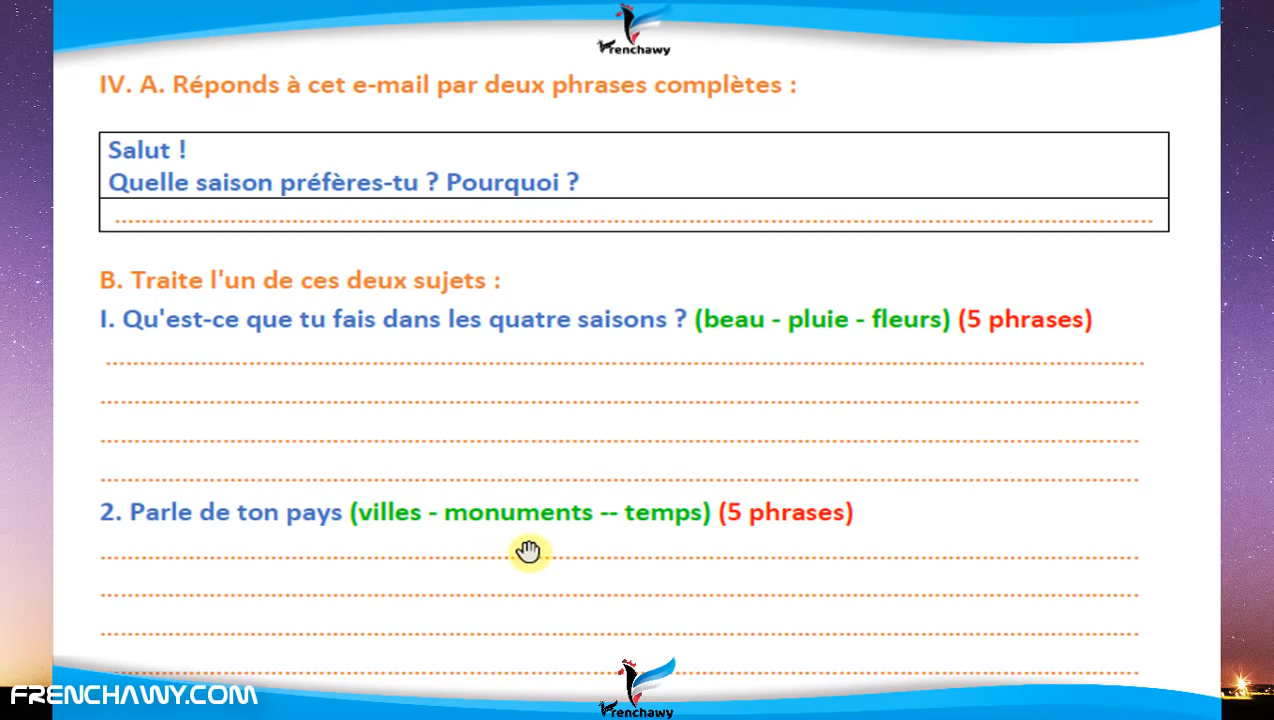 Frenchawy
IV. A. Réponds à cet e-mail par deux phrases complètes :
Salut !
Quelle saison préfères-tu ? Pourquoi ?
B. Traite l'un de ces deux sujets :
I. Qu'est-ce que tu fais dans les quatre saisons ? (beau - pluie - fleurs) (5 phrases)
2. Parle de ton pays (villes - monuments -- temps) (5 phrases)
FRENCHAWY.COM
Frenchawy